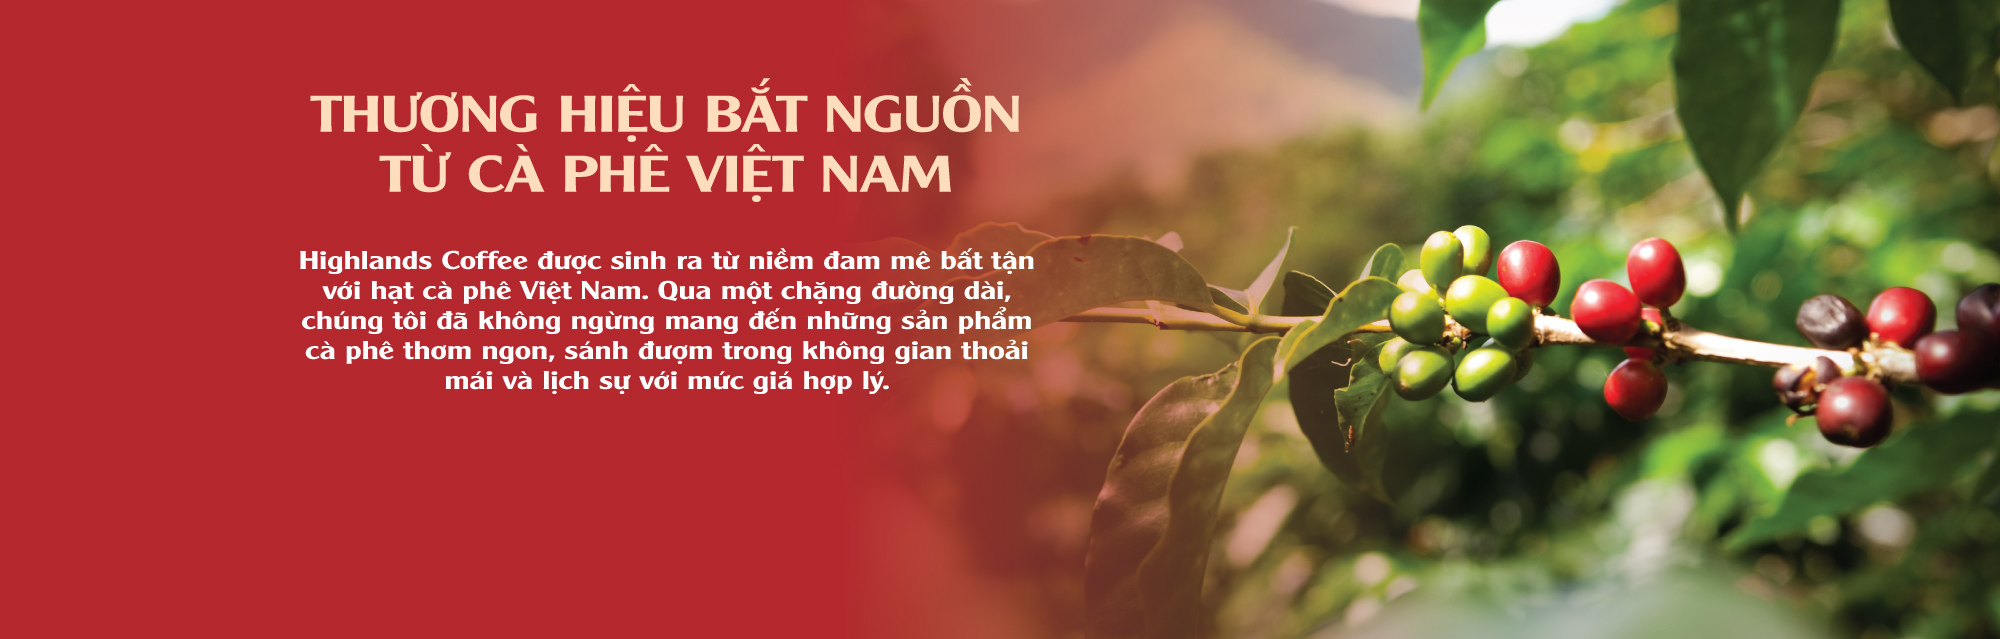 THƯƠNG HIỆU BẮT NGUỒN
TỪ CÀ PHÊ VIỆT NAM
Highlands Coffee được sinh ra từ niềm đam mê bất tận
với hạt cà phê Việt Nam. Qua một chặng đường dài,
chúng tôi đã không ngừng mang đến những sản phẩm
cà phê thơm ngon, sánh đượm trong không gian thoải
mái và lịch sự với mức giá hợp lý.